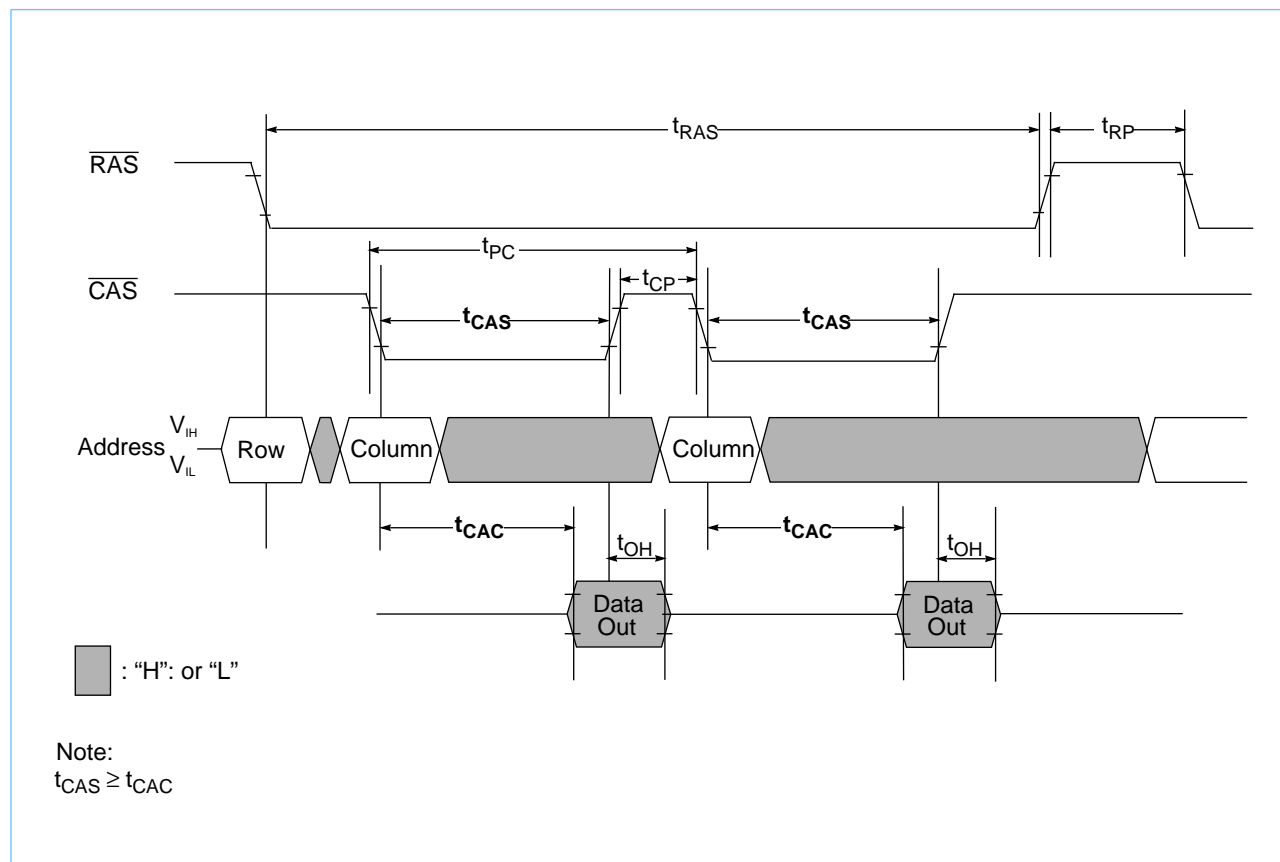 tRAS
tRP
RAS
tPC
CAS
tCP
tCAS
tCAS
Address
VIH
VIL
Row
Column
Column
tCAC
tCAC
tOH
tOH
Data
Out
Data
Out
: “H”: or “L”
Note:
tCAS ≥ tCAC